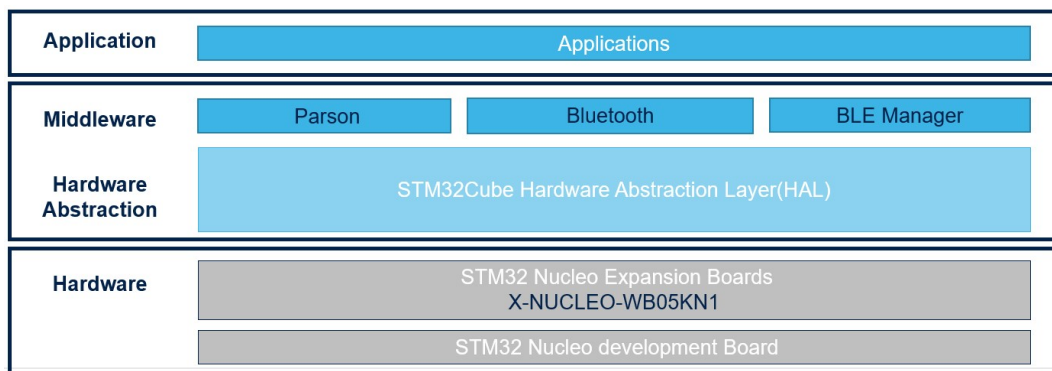 Application
Applications
Middleware
Parson
Bluetooth
BLE Manager
Hardware
Abstraction
STM32Cube Hardware Abstraction Layer(HAL)
Hardware
STM32 Nucleo Expansion Boards
X-NUCLEO-WB05KN1
STM32 Nucleo development Board